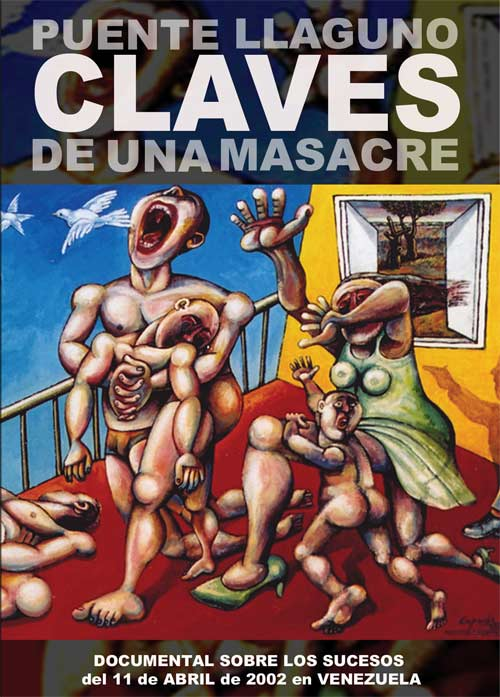 PUENTE LLAGUNO
CLAVES
DE UNA MASACRE
DOCUMENTAL SOBRE LOS SUCESOS
del 11 de ABRIL de 2002 en VENEZUELA